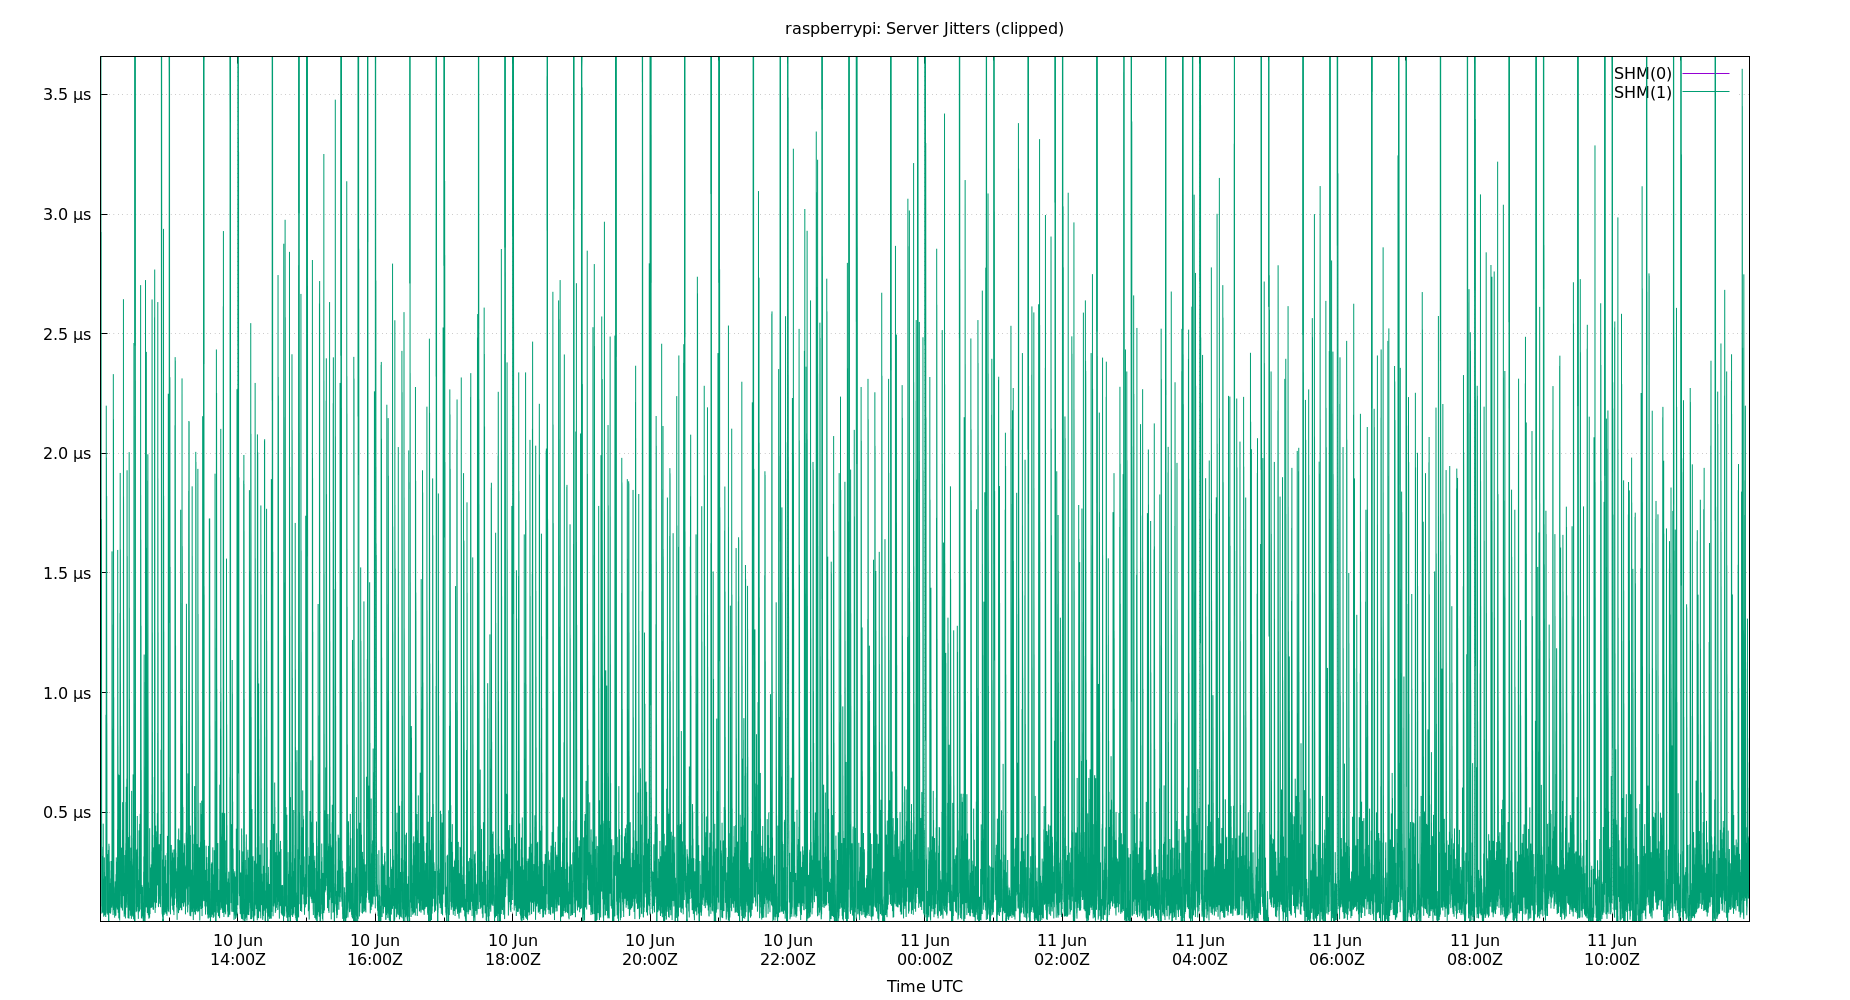 raspberrypi: Server Jitters (clipped)
SHM(0)
SHM(1)
3.5 µs
3.0 µs
2.5 µs
2.0 µs
1.5 µs
1.0 µs
0.5 µs
10 Jun 10 Jun 10 Jun 10 Jun 10 Jun 11 Jun 11 Jun 11 Jun 11 Jun 11 Jun 11 Jun
14:00Z 16:00Z 18:00Z 20:00Z 22:00Z 00:00Z 02:00Z 04:00Z 06:00Z 08:00Z 10:00Z
Time UTC